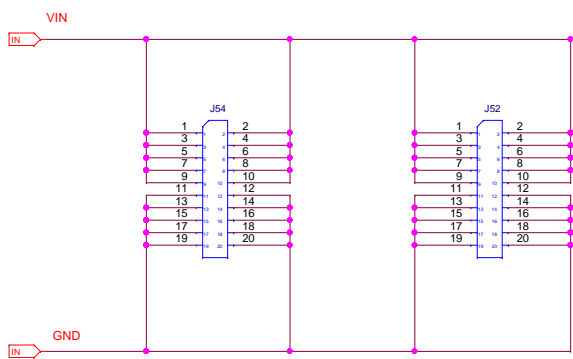 VIN
IN
J54 J52
1 2 1 2
3 4 3 4
5 6 5 6
7 8 7 8
9 10 9 10
11 12 11 12
13 14 13 14
15 16 15 16
17 18 17 18
19 20 19 20
GND
IN